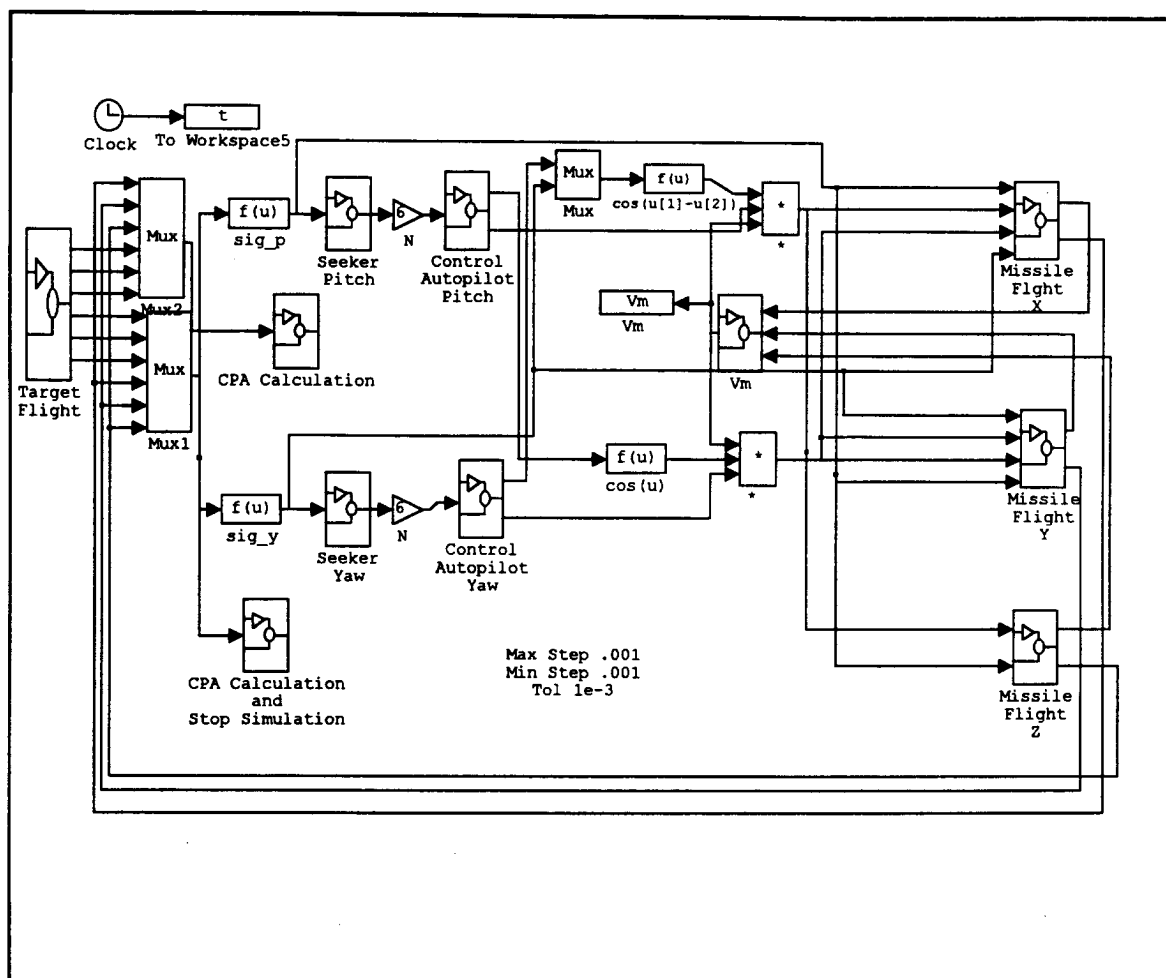 t
Clock
To Workspace5
Mux
Mux2
f(u)
sig_p
Seeker
Pitch
6
N
Control
Autopilot
Pitch
Mux
Mux
f(u)
cos(u[1]-u[2])
*
*
Missile
Flght
X
Target
Flight
Mux
Mux1
CPA Calculation
Vm
Vm
Vm
f(u)
sig_y
Seeker
Yaw
6
N
Control
Autopilot
Yaw
f(u)
cos(u)
*
*
Missile
Flight
Y
CPA Calculation
and
Stop Simulation
Max Step .001
Min Step .001
Tol 1e-3
Missile
Flight
Z